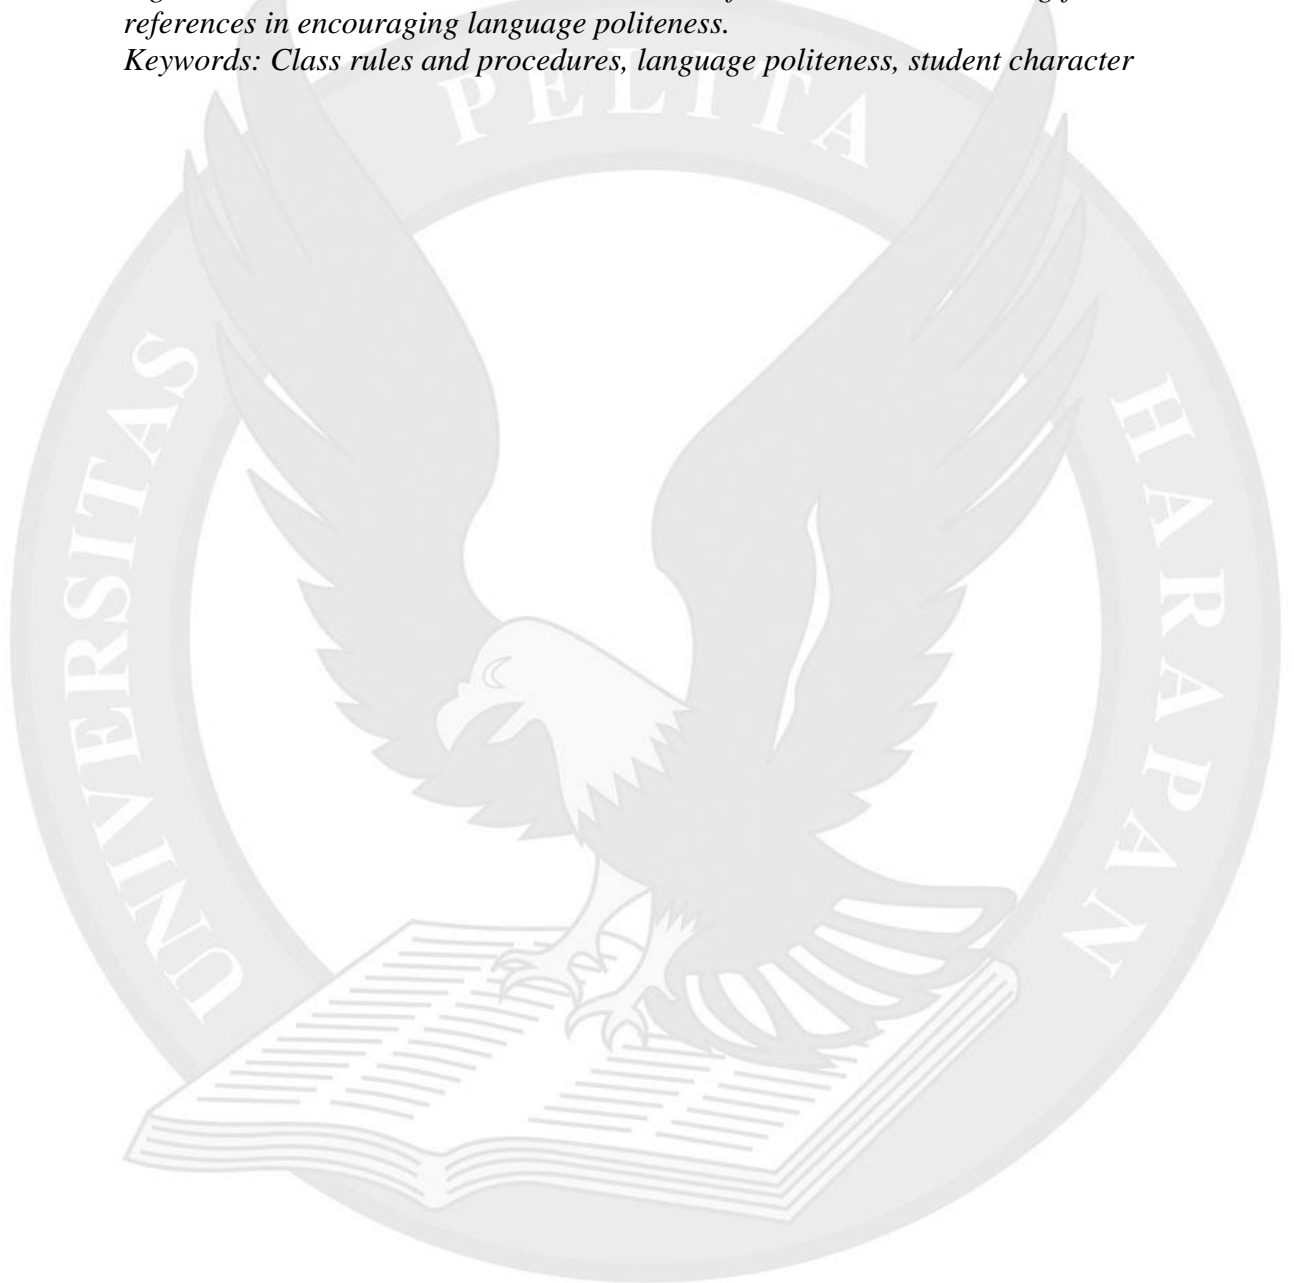 references in encouraging language politeness.
Keywords: Class rules and procedures, language politeness, student character
UNIVERSITAS
PELITA
HARAPAN